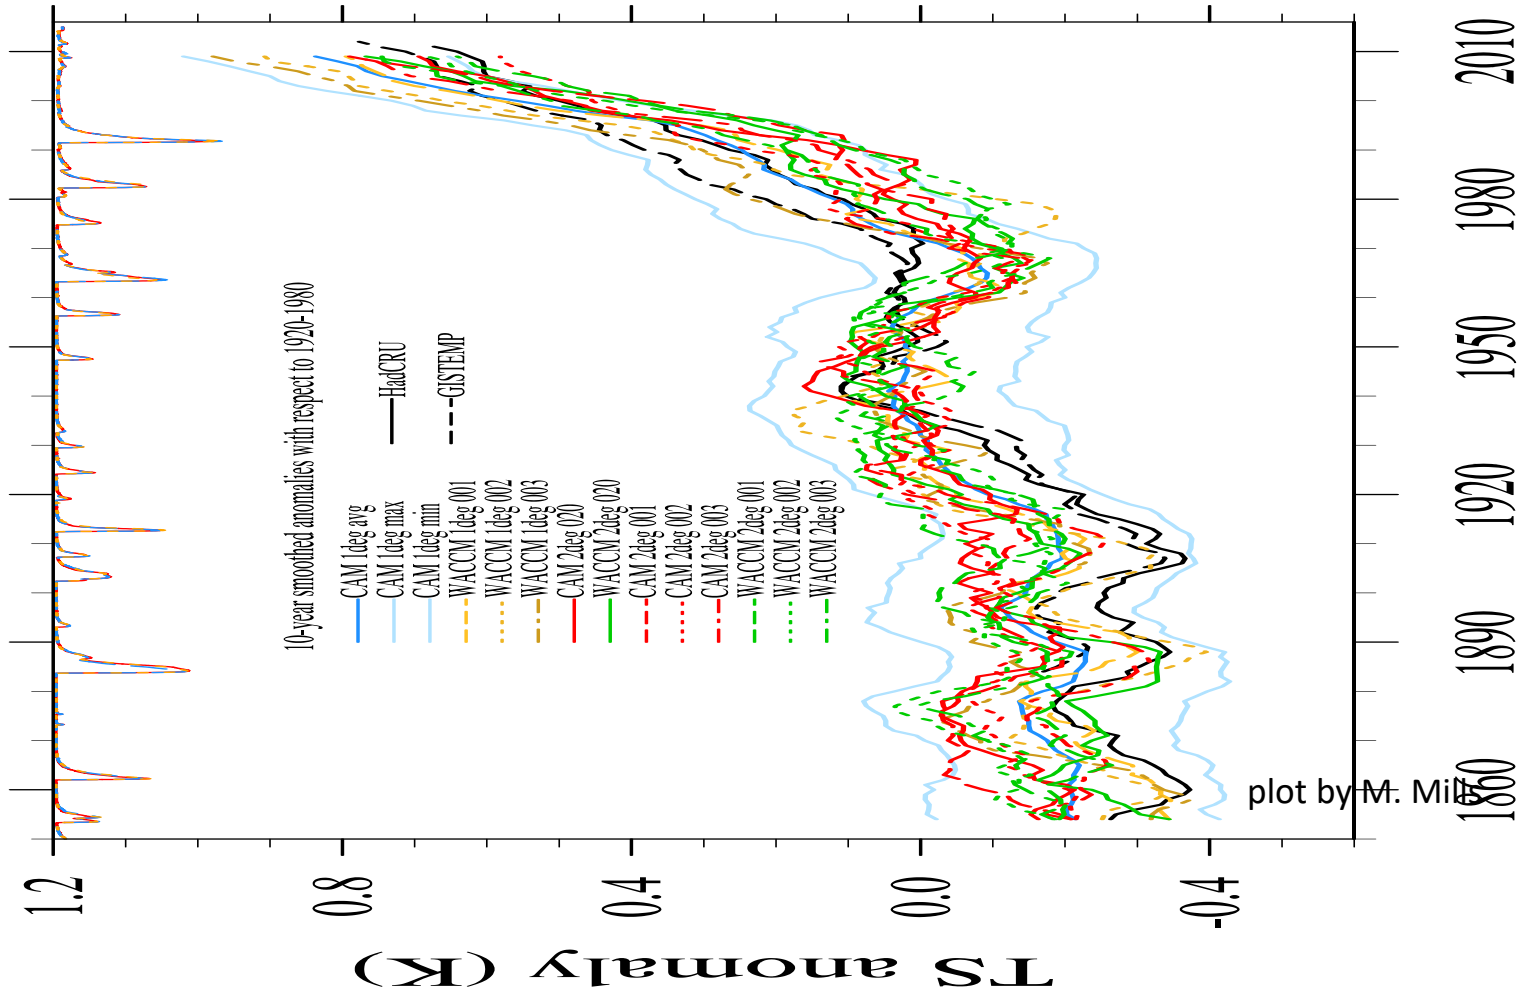 1.2
0.8
0.4
0.0
-0.4
TS anomaly (K)
10-year smoothed anomalies with respect to 1920-1980
CAM 1deg avg
CAM 1deg max
CAM 1deg min
WACCM 1deg 001
WACCM 1deg 002
WACCM 1deg 003
CAM 2deg 020
WACCM 2deg 020
CAM 2deg 001
CAM 2deg 002
CAM 2deg 003
WACCM 2deg 001
WACCM 2deg 002
WACCM 2deg 003
HadCRU
GISTEMP
1860
1890
1920
1950
1980
2010
plot by M. Mills